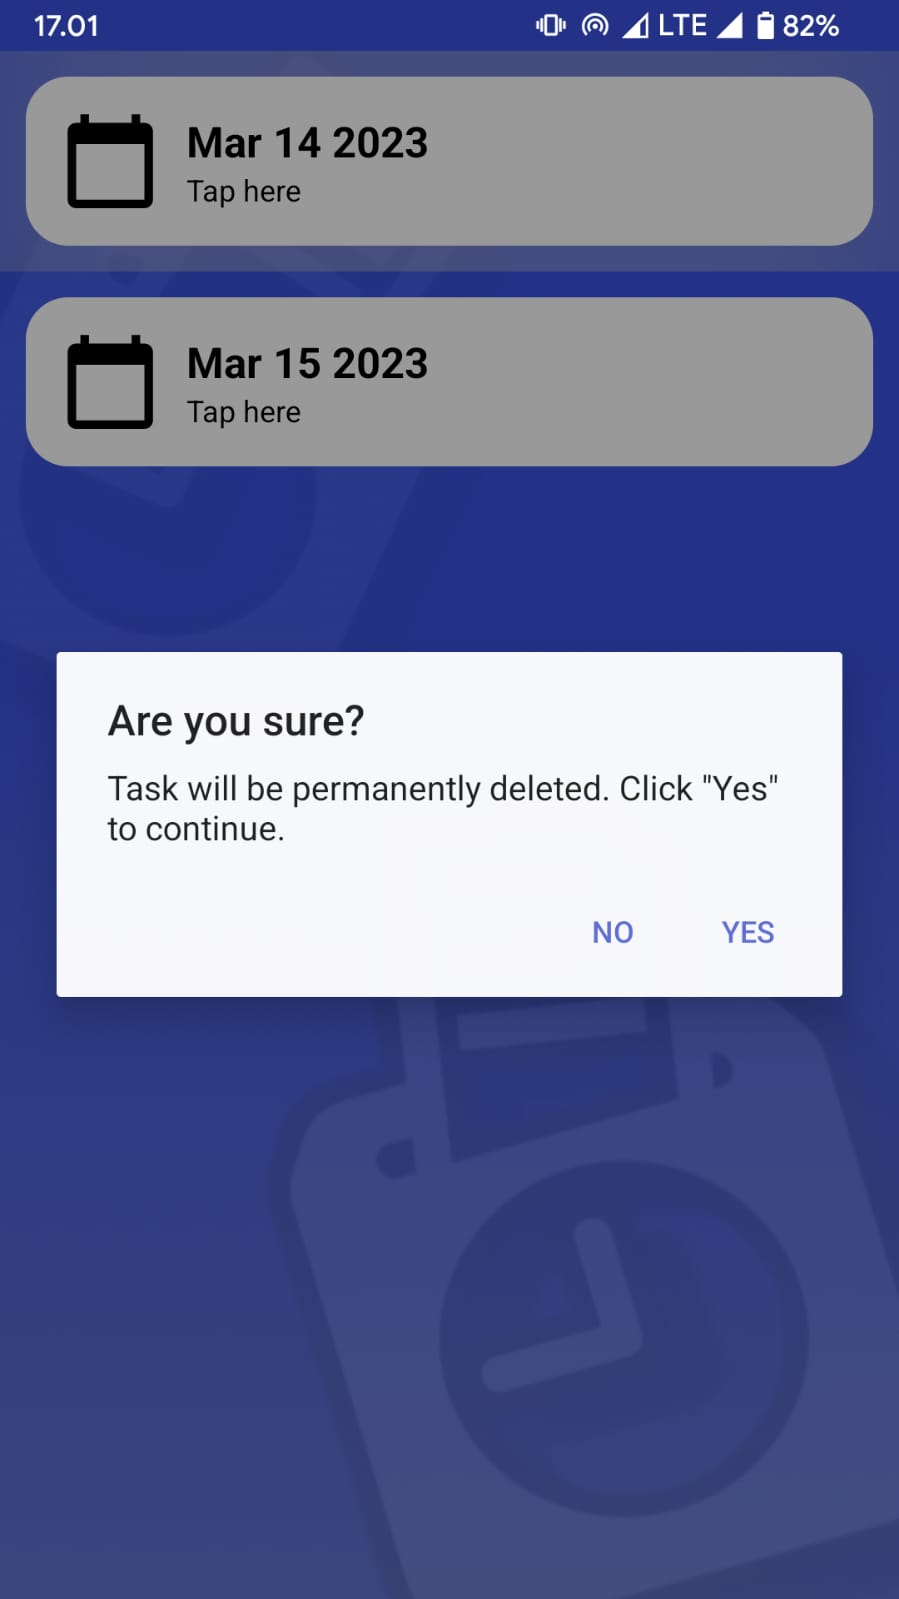 17.01 LTE 82%
Mar 14 2023
Tap here
Mar 15 2023
Tap here
Are you sure?
Task will be permanently deleted. Click "Yes"
to continue.
NO YES